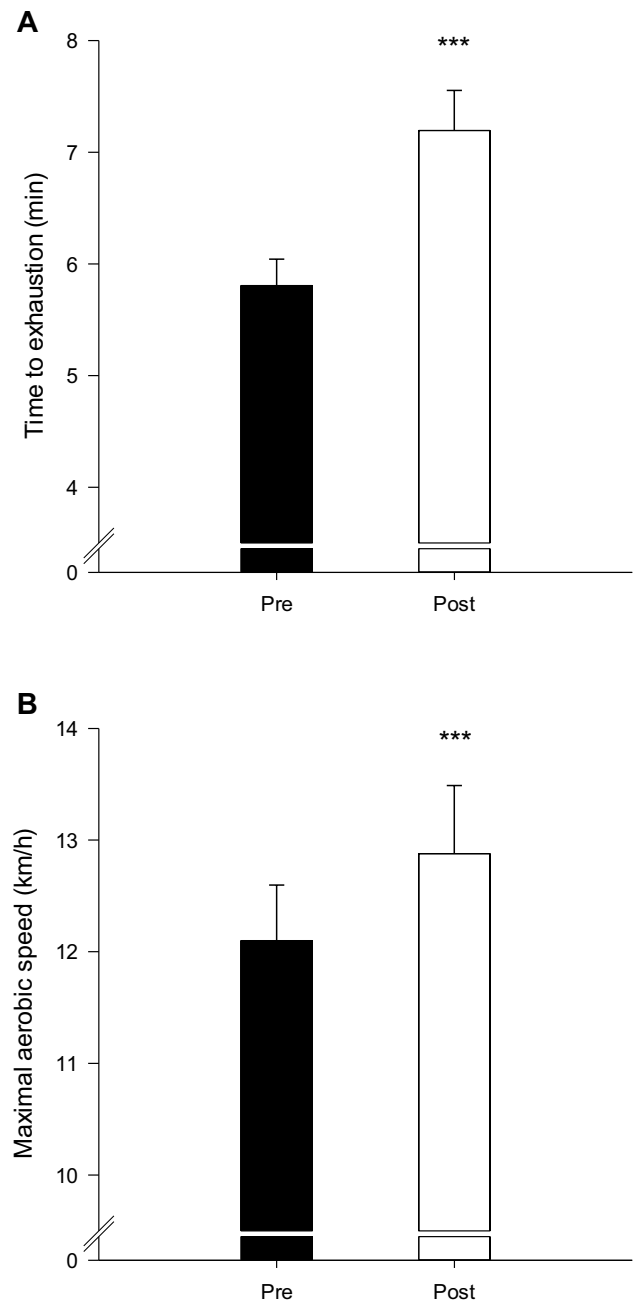 A
8
***
7
6
5
4
0
Time to exhaustion (min)
Pre Post
B
14
***
13
12
11
10
0
Maximal aerobic speed (km/h)
Pre Post